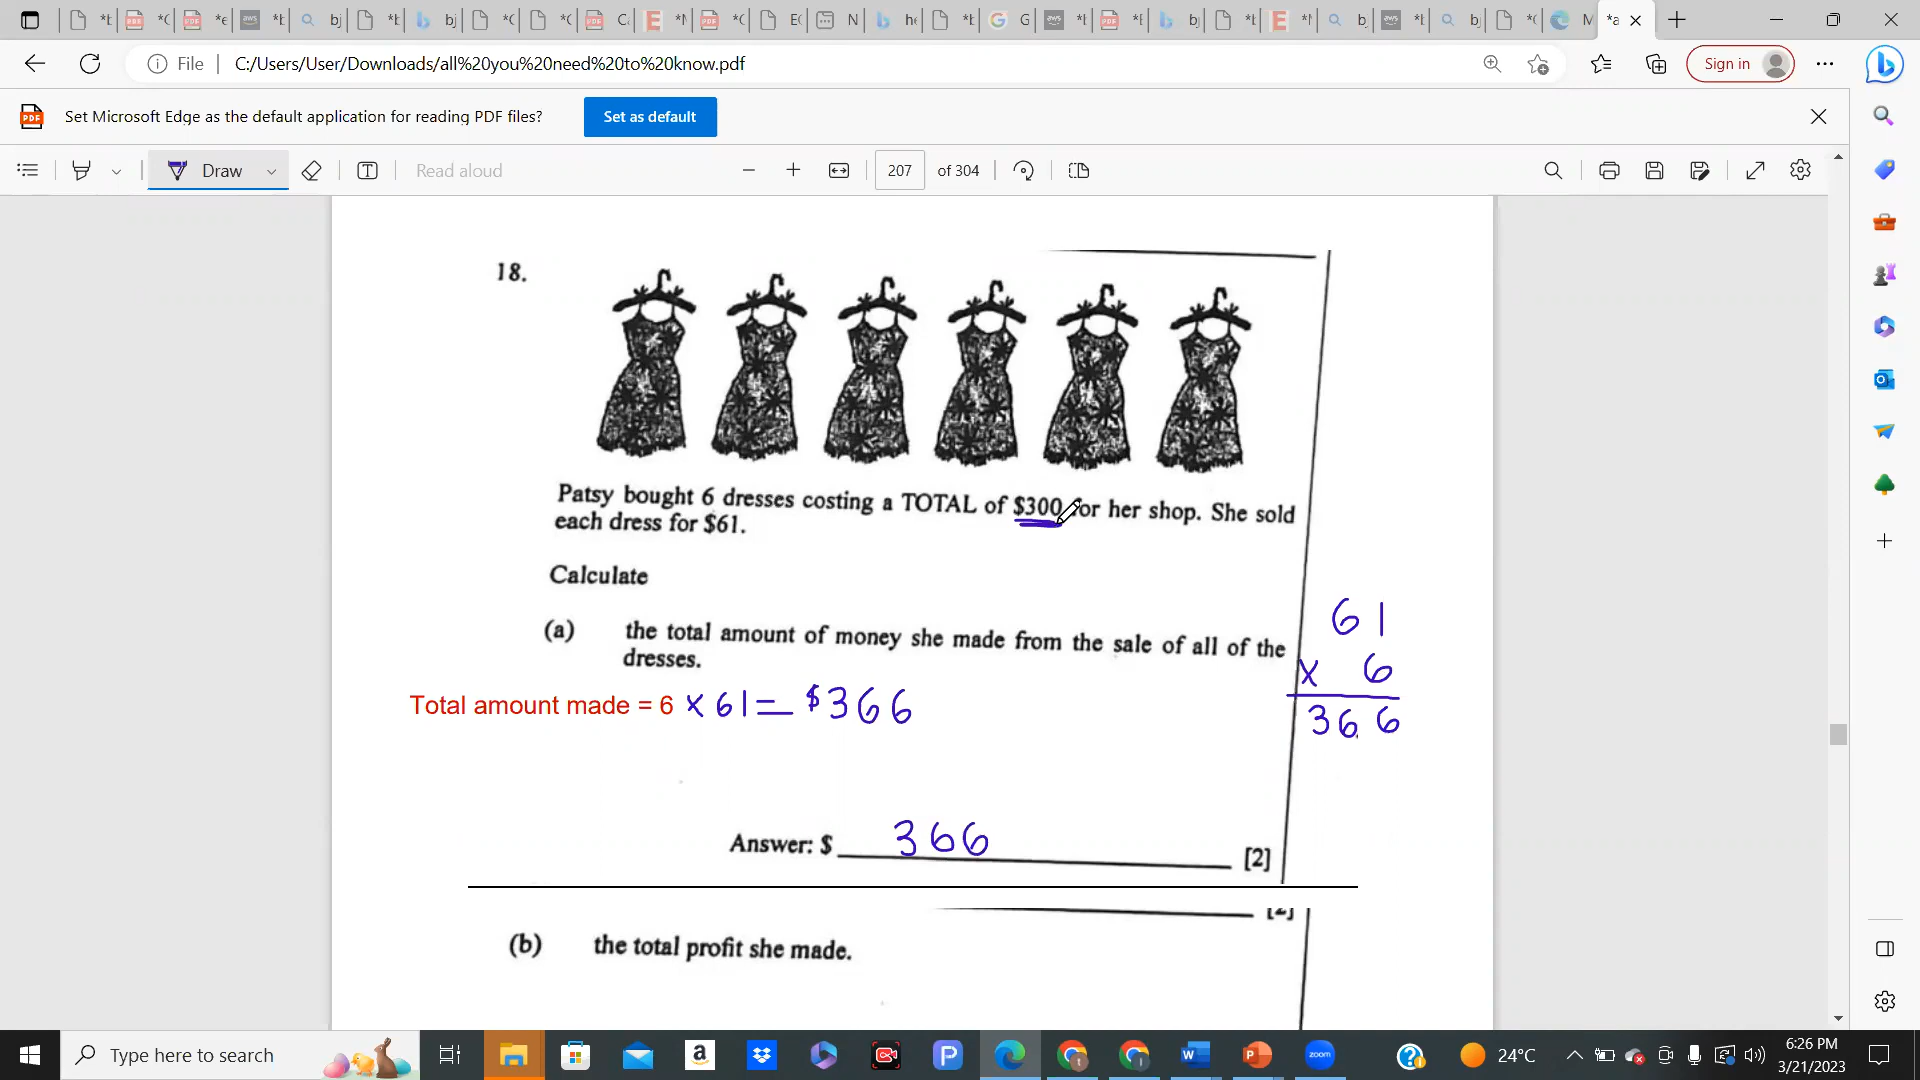 File
C:/Users/User/Downloads/all%20you%20need%20to%20know.pdf
Sign in
Set Microsoft Edge as the default application for reading PDF files?
Set as default
Draw
Read aloud
207
of 304
18.
Patsy bought 6 dresses costing a TOTAL of $300 for her shop. She sold
each dress for $61.
Calculate
(a) the total amount of money she made from the sale of all of the
dresses.
61
x 6
366
Total amount made = 6 x 61 = $366
Answer: $ 366 [2]
(b) the total profit she made.
Type here to search
24°C
6:26 PM
3/21/2023